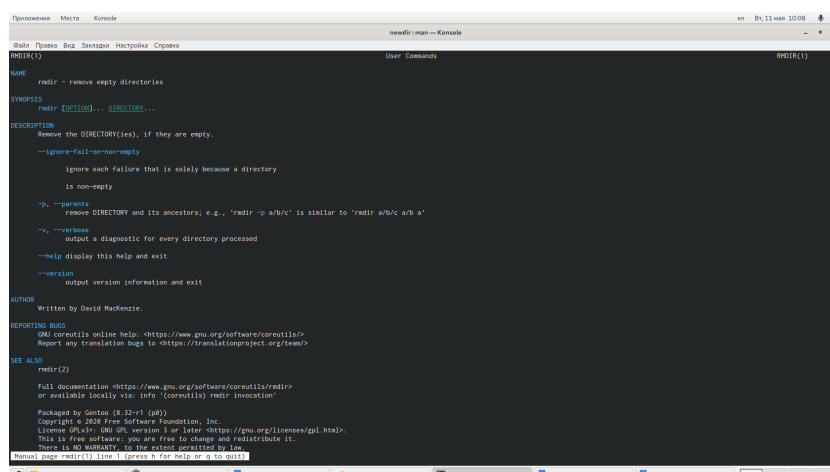 Приложения Места Konsole en Вт, 11 мая 10:08
newdir : man — Konsole
Файл Правка Вид Закладки Настройка Справка
RMDIR(1) User Commands RMDIR(1)
NAME
rmdir - remove empty directories
SYNOPSIS
rmdir [OPTION]... DIRECTORY...
DESCRIPTION
Remove the DIRECTORY(ies), if they are empty.
--ignore-fail-on-non-empty
ignore each failure that is solely because a directory
is non-empty
-p, --parents
remove DIRECTORY and its ancestors; e.g., 'rmdir -p a/b/c' is similar to 'rmdir a/b/c a/b a'
-v, --verbose
output a diagnostic for every directory processed
--help display this help and exit
--version
output version information and exit
AUTHOR
Written by David MacKenzie.
REPORTING BUGS
GNU coreutils online help: <https://www.gnu.org/software/coreutils/>
Report any translation bugs to <https://translationproject.org/team/>
SEE ALSO
rmdir(2)
Full documentation <https://www.gnu.org/software/coreutils/rmdir>
or available locally via: info '(coreutils) rmdir invocation'
Packaged by Gentoo (8.32-r1 (p0))
Copyright © 2020 Free Software Foundation, Inc.
License GPLv3+: GNU GPL version 3 or later <https://gnu.org/licenses/gpl.html>.
This is free software: you are free to change and redistribute it.
There is NO WARRANTY, to the extent permitted by law.
Manual page rmdir(1) line 1 (press h for help or q to quit)